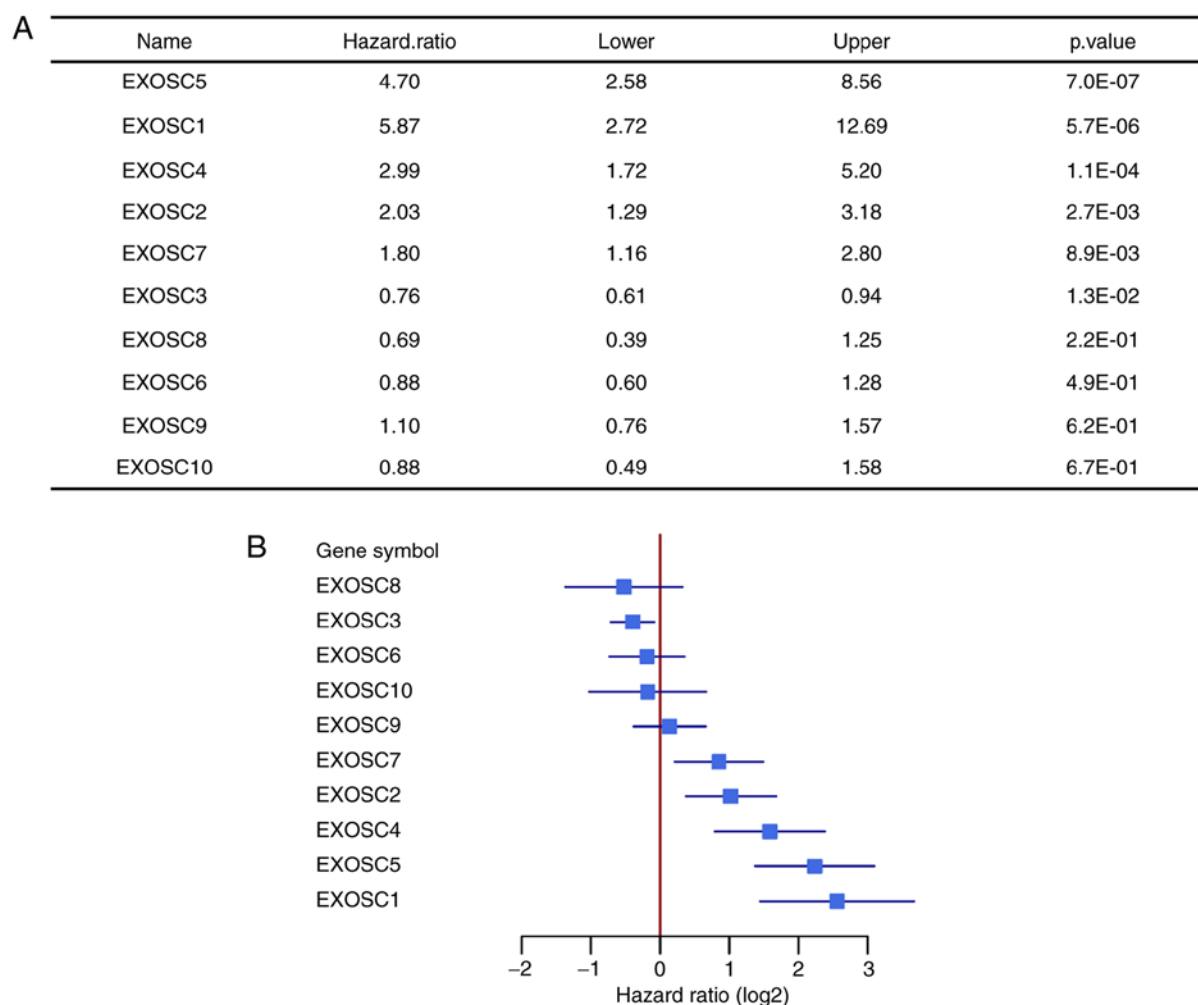 A
Name Hazard.ratio Lower Upper p.value
EXOSC5 4.70 2.58 8.56 7.0E-07
EXOSC1 5.87 2.72 12.69 5.7E-06
EXOSC4 2.99 1.72 5.20 1.1E-04
EXOSC2 2.03 1.29 3.18 2.7E-03
EXOSC7 1.80 1.16 2.80 8.9E-03
EXOSC3 0.76 0.61 0.94 1.3E-02
EXOSC8 0.69 0.39 1.25 2.2E-01
EXOSC6 0.88 0.60 1.28 4.9E-01
EXOSC9 1.10 0.76 1.57 6.2E-01
EXOSC10 0.88 0.49 1.58 6.7E-01
B
Gene symbol
EXOSC8
EXOSC3
EXOSC6
EXOSC10
EXOSC9
EXOSC7
EXOSC2
EXOSC4
EXOSC5
EXOSC1
−2 −1 0 1 2 3
Hazard ratio (log2)